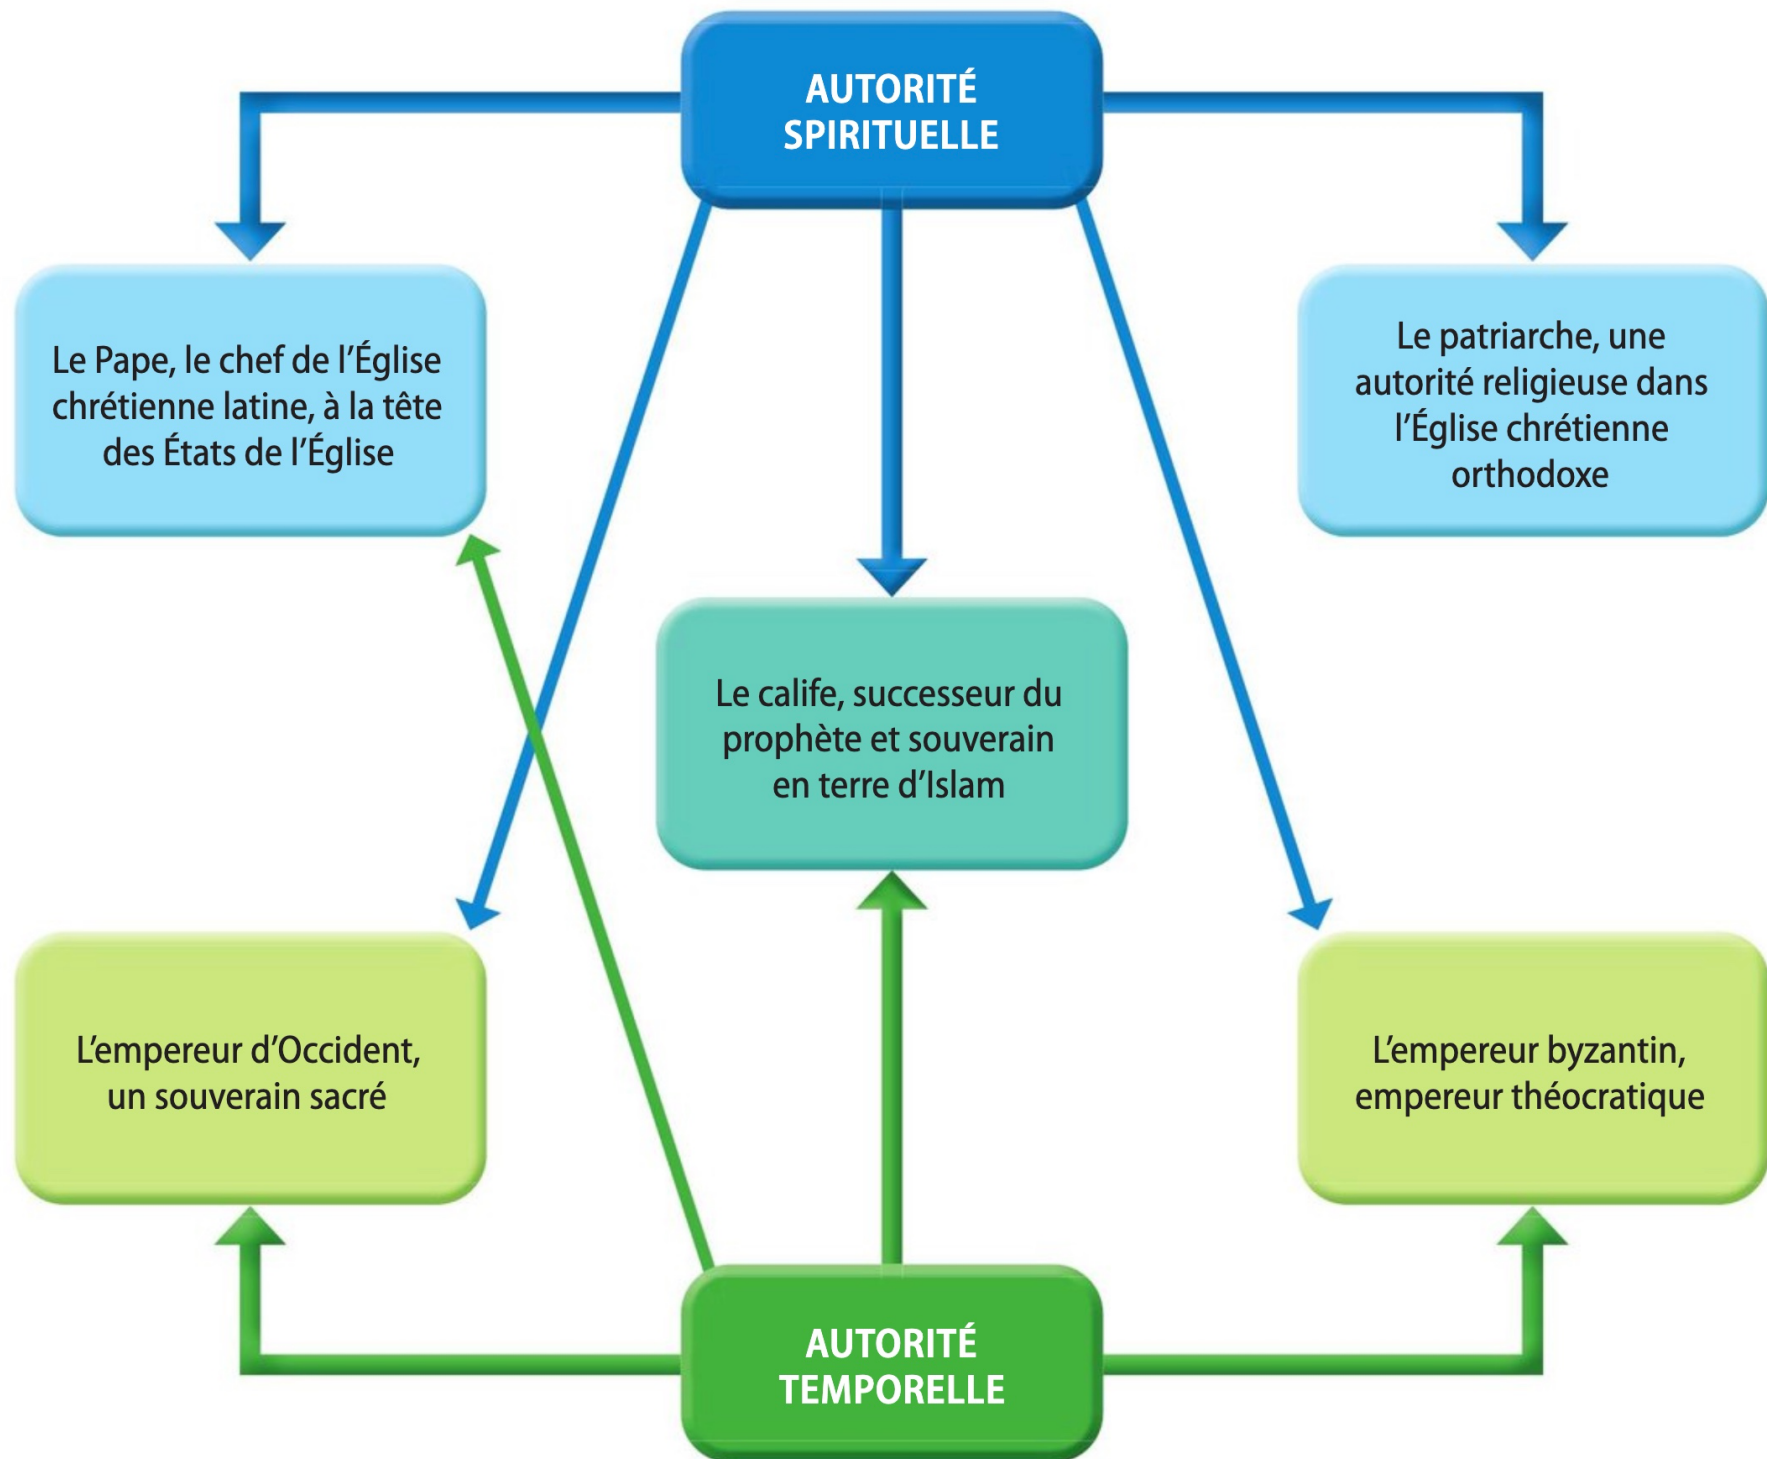 AUTORITÉ
SPIRITUELLE
Le Pape, le chef de l’Église
chrétienne latine, à la tête
des États de l’Église
Le patriarche, une
autorité religieuse dans
l’Église chrétienne
orthodoxe
Le calife, successeur du
prophète et souverain
en terre d’Islam
L’empereur d’Occident,
un souverain sacré
L’empereur byzantin,
empereur théocratique
AUTORITÉ
TEMPORELLE